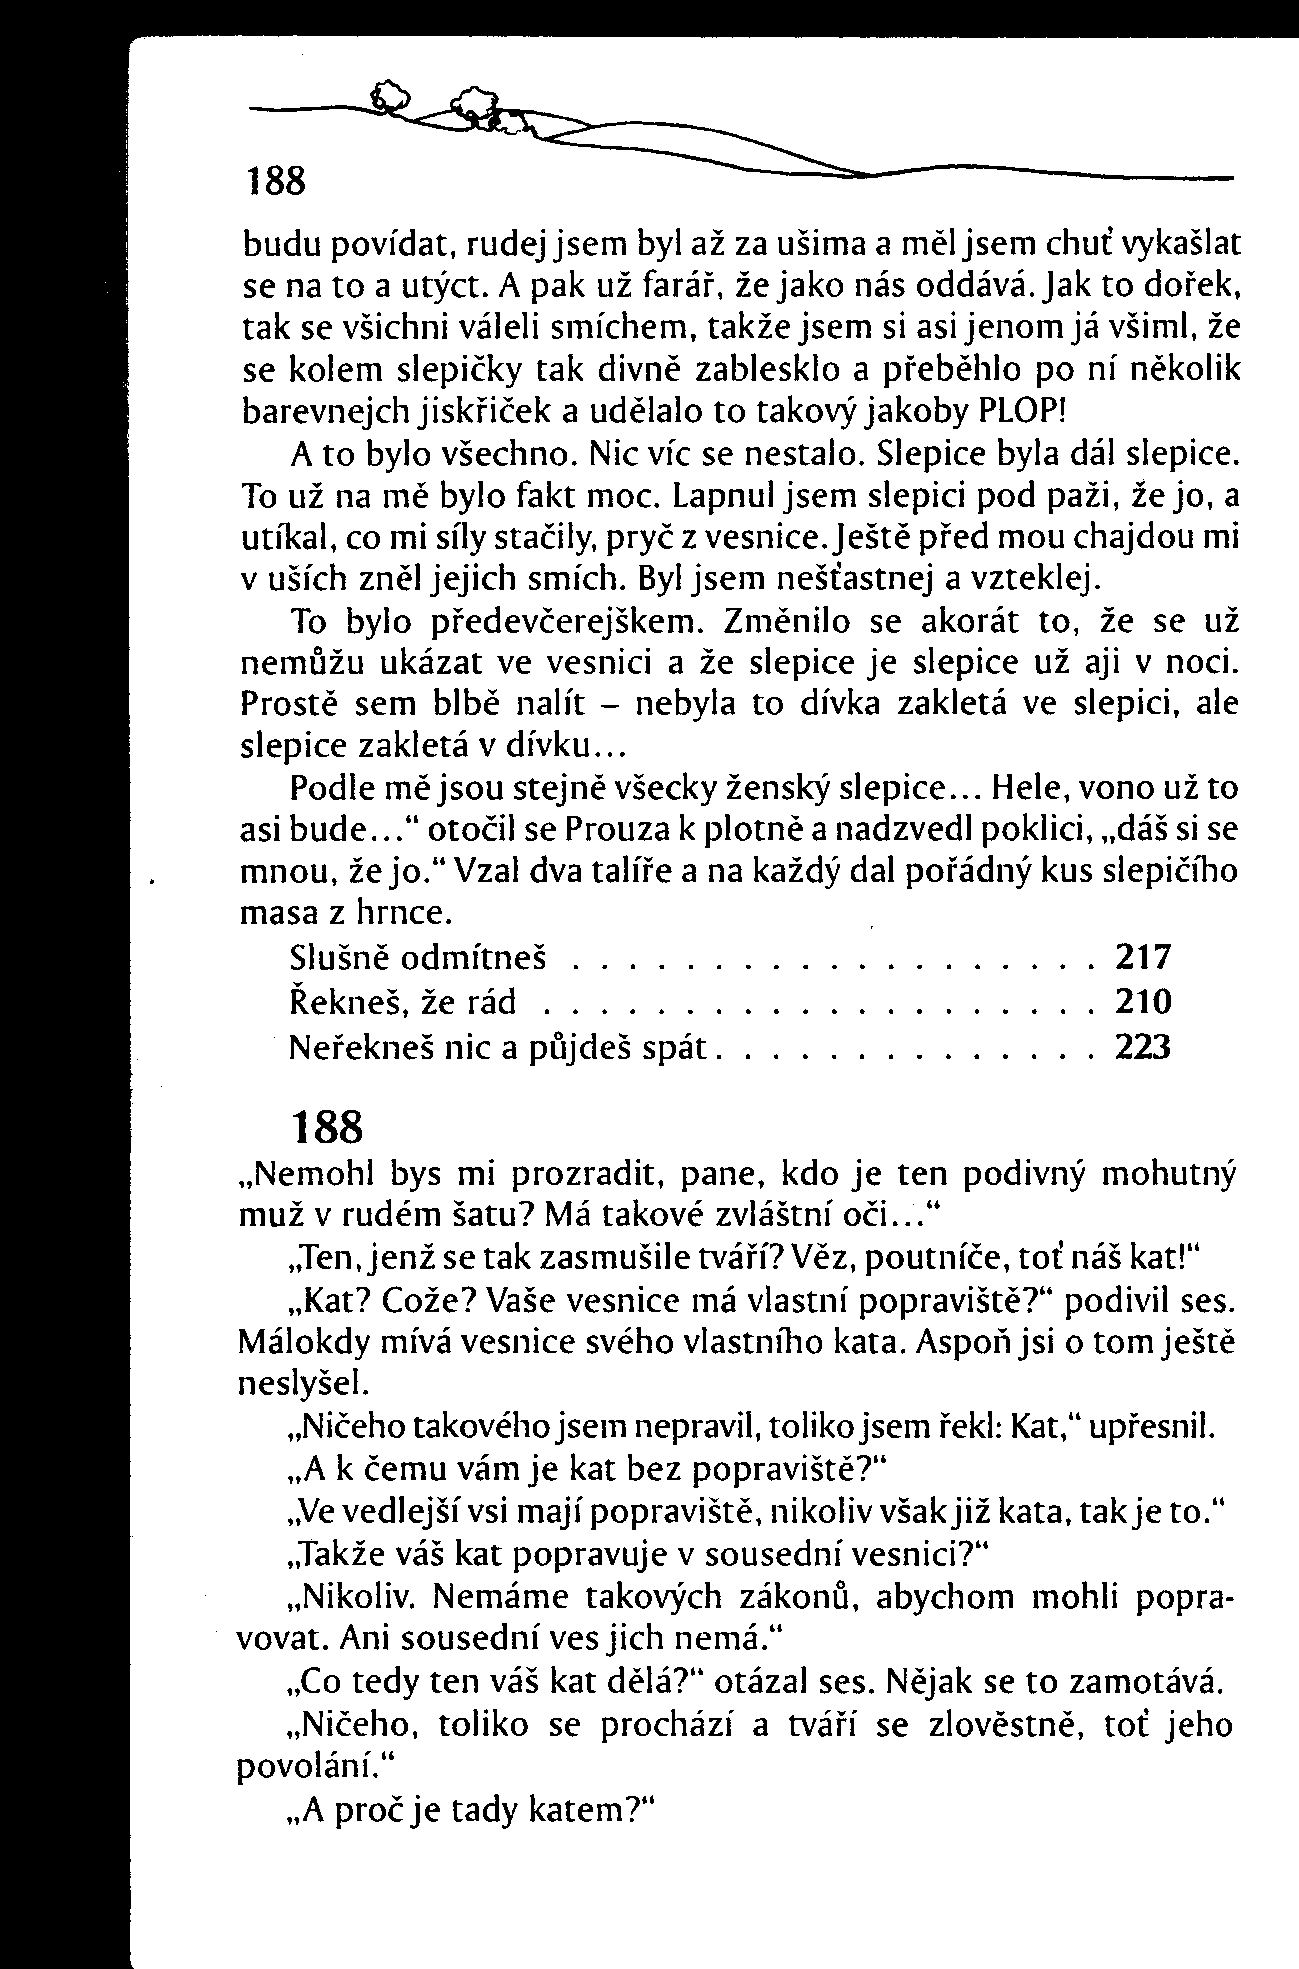 188
budu povídat, rudej jsem byl až za ušima a měl jsem chuť vykašlat
se na to a utýct. A pak už farář, že jako nás oddává. Jak to dořek,
tak se všichni váleli smíchem, takže jsem si asi jenom já všiml, že
se kolem slepičky tak divně zablesklo a přeběhlo po ní několik
barevnejch jiskřiček a udělalo to takový jakoby PLOP!
A to bylo všechno. Nic víc se nestalo. Slepice byla dál slepice.
To už na mě bylo fakt moc. Lapnul jsem slepici pod paži, že jo, a
utíkal, co mi síly stačily, pryč z vesnice. Ještě před mou chajdou mi
v uších zněl jejich smích. Byl jsem nešťastnej a vzteklej.
To bylo předevčerejškem. Změnilo se akorát to, že se už
nemůžu ukázat ve vesnici a že slepice je slepice už aji v noci.
Prostě sem blbě nalít – nebyla to dívka zakletá ve slepici, ale
slepice zakletá v dívku...
Podle mě jsou stejně všecky ženský slepice... Hele, vono už to
asi bude...“ otočil se Prouza k plotně a nadzvedl poklici, „dáš si se
mnou, že jo.“ Vzal dva talíře a na každý dal pořádný kus slepičího
masa z hrnce.
Slušně odmítneš . . . . . . . . . . . . . . . . . . . 217
Řekneš, že rád . . . . . . . . . . . . . . . . . . . . 210
Neřekneš nic a půjdeš spát. . . . . . . . . . . . . . 223
188
„Nemohl bys mi prozradit, pane, kdo je ten podivný mohutný
muž v rudém šatu? Má takové zvláštní oči...“
„Ten, jenž se tak zasmušile tváří? Věz, poutníče, toť náš kat!“
„Kat? Cože? Vaše vesnice má vlastní popraviště?“ podivil ses.
Málokdy mívá vesnice svého vlastního kata. Aspoň jsi o tom ještě
neslyšel.
„Ničeho takového jsem nepravil, toliko jsem řekl: Kat,“ upřesnil.
„A k čemu vám je kat bez popraviště?“
„Ve vedlejší vsi mají popraviště, nikoliv však již kata, tak je to.“
„Takže váš kat popravuje v sousední vesnici?“
„Nikoliv. Nemáme takových zákonů, abychom mohli popra-
vovat. Ani sousední ves jich nemá.“
„Co tedy ten váš kat dělá?“ otázal ses. Nějak se to zamotává.
„Ničeho, toliko se prochází a tváří se zlověstně, toť jeho
povolání.“
„A proč je tady katem?“